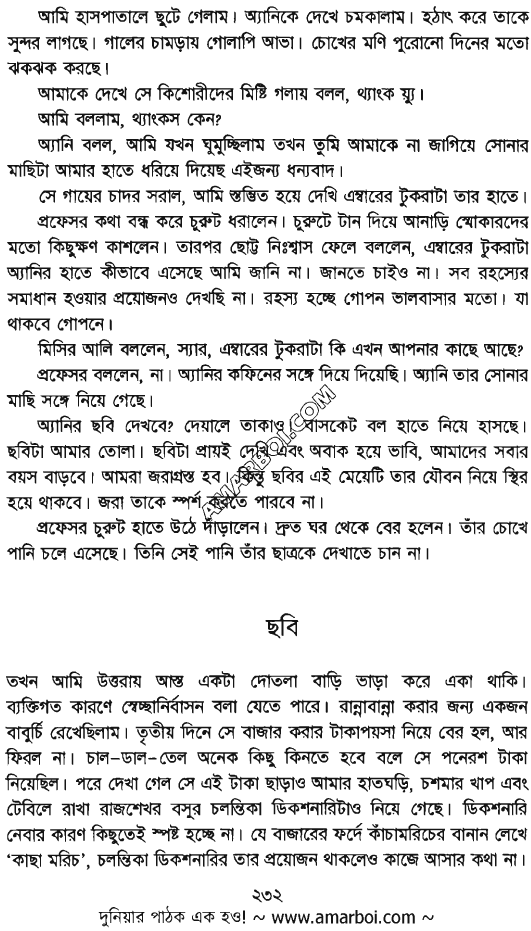 আমি হাসপাতালে ছুটে গেলাম। অ্যানিকে দেখে চমকালাম। হঠাৎ করে তাকে
সুন্দর লাগছে। গালের চামড়ায় গোলাপি আভা। চোখের মণি পুরোনো দিনের মতো
ঝকঝক করছে।
আমাকে দেখে সে কিশোরীদের মিষ্টি গলায় বলল, থ্যাংক য়্যু।
আমি বললাম, থ্যাংকস কেন?
অ্যানি বলল, আমি যখন ঘুমুচ্ছিলাম তখন তুমি আমাকে না জাগিয়ে সোনার
মাছিটা আমার হাতে ধরিয়ে দিয়েছ এইজন্য ধন্যবাদ।
সে গায়ের চাদর সরাল, আমি স্তম্ভিত হয়ে দেখি এম্বারের টুকরাটা তার হাতে।
প্রফেসর কথা বন্ধ করে চুরুট ধরালেন। চুরুটে টান দিয়ে আনাড়ি স্মোকারদের
মতো কিছুক্ষণ কাশলেন। তারপর ছোট্ট নিঃশ্বাস ফেলে বললেন, এম্বারের টুকরাটা
অ্যানির হাতে কীভাবে এসেছে আমি জানি না। জানতে চাইও না। সব রহস্যের
সমাধান হওয়ার প্রয়োজনও দেখছি না। রহস্য হচ্ছে গোপন ভালবাসার মতো। যা
থাকবে গোপনে।
মিসির আলি বললেন, স্যার, এম্বারের টুকরাটা কি এখন আপনার কাছে আছে?
প্রফেসর বললেন, না। অ্যানির কফিনের সঙ্গে দিয়ে দিয়েছি। অ্যানি তার সোনার
মাছি সঙ্গে নিয়ে গেছে।
অ্যানির ছবি দেখবে? দেয়ালে তাকাও। বাসকেট বল হাতে নিয়ে হাসছে।
ছবিটা আমার তোলা। ছবিটা প্রায়ই দেখি এবং অবাক হয়ে ভাবি, আমাদের সবার
বয়স বাড়বে। আমরা জরাগ্রস্ত হব। কিন্তু ছবির এই মেয়েটি তার যৌবন নিয়ে স্থির
হয়ে থাকবে। জরা তাকে স্পর্শ করতে পারবে না।
প্রফেসর চুরুট হাতে উঠে দাঁড়ালেন। দ্রুত ঘর থেকে বের হলেন। তাঁর চোখে
পানি চলে এসেছে। তিনি সেই পানি তাঁর ছাত্রকে দেখাতে চান না।
AMARBOI.COM
ছবি
তখন আমি উত্তরায় আস্ত একটা দোতলা বাড়ি ভাড়া করে একা থাকি।
ব্যক্তিগত কারণে স্বেচ্ছানির্বাসন বলা যেতে পারে। রান্নাবান্না করার জন্য একজন
বাবুর্চি রেখেছিলাম। তৃতীয় দিনে সে বাজার করার টাকাপয়সা নিয়ে বের হল, আর
ফিরল না। চাল-ডাল-তেল অনেক কিছু কিনতে হবে বলে সে পনেরশ টাকা
নিয়েছিল। পরে দেখা গেল সে এই টাকা ছাড়াও আমার হাতঘড়ি, চশমার খাপ এবং
টেবিলে রাখা রাজশেখর বসুর চলন্তিকা ডিকশনারিটাও নিয়ে গেছে। ডিকশনারি
নেবার কারণ কিছুতেই স্পষ্ট হচ্ছে না। যে বাজারের ফর্দে কাঁচামরিচের বানান লেখে
‘কাছা মরিচ’, চলন্তিকা ডিকশনারির তার প্রয়োজন থাকলেও কাজে আসার কথা না।
২৩২
দুনিয়ার পাঠক এক হও! ~ www.amarboi.com ~